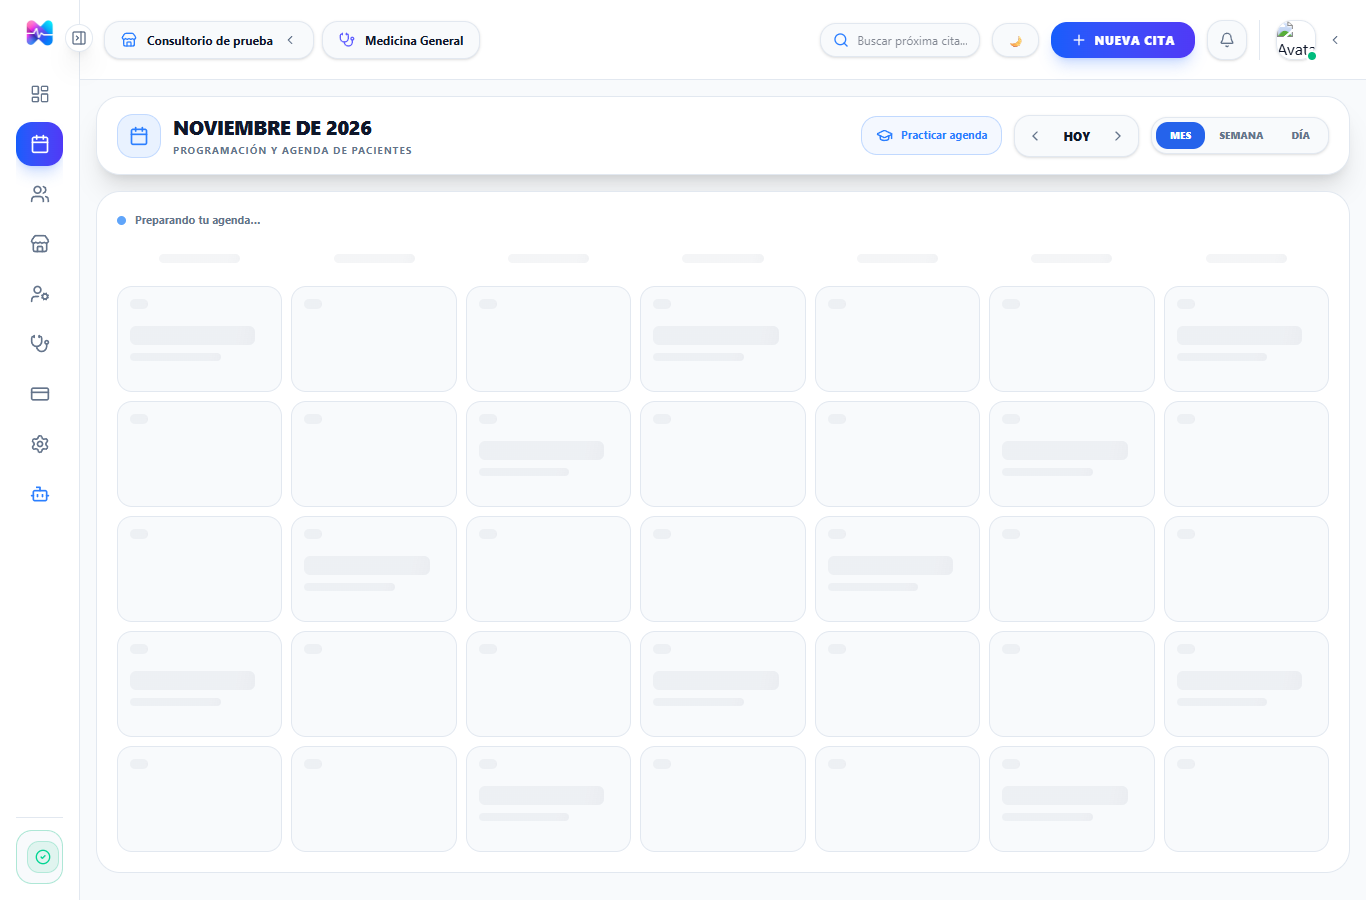 Consultorio de prueba
Medicina General
Buscar próxima cita...
NUEVA CITA
Avata
NOVIEMBRE DE 2026
PROGRAMACIÓN Y AGENDA DE PACIENTES
Practicar agenda
HOY
MES
SEMANA
DÍA
Preparando tu agenda...